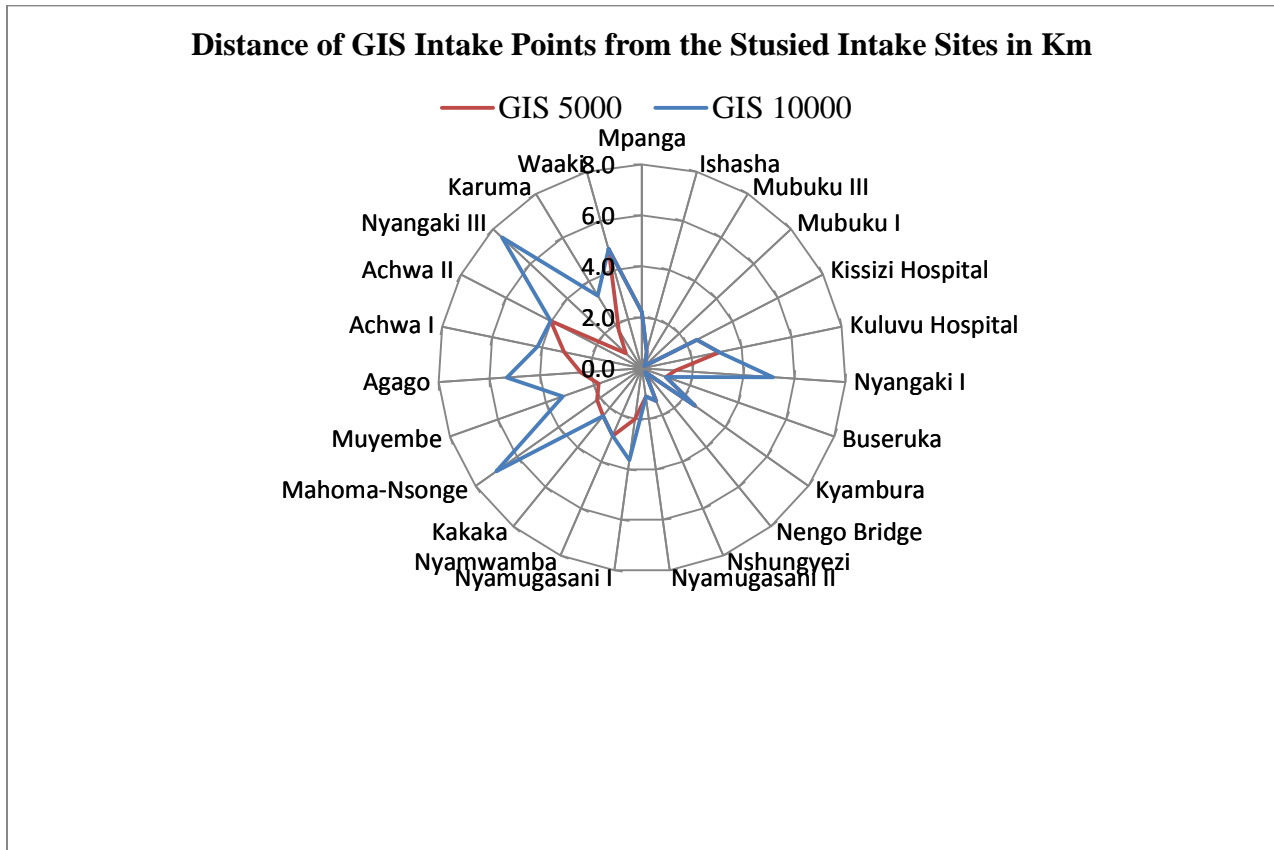 Distance of GIS Intake Points from the Stusied Intake Sites in Km
GIS 5000 GIS 10000
Mpanga
Ishasha
Mubuku III
Mubuku I
Kissizi Hospital
Kuluvu Hospital
Nyangaki I
Buseruka
Kyambura
Nengo Bridge
Nshungyezi
Nyamugasani II
Nyamugasani I
Nyamwamba
Kakaka
Mahoma-Nsonge
Muyembe
Agago
Achwa I
Achwa II
Nyangaki III
Karuma
Waaki
8.0
6.0
4.0
2.0
0.0